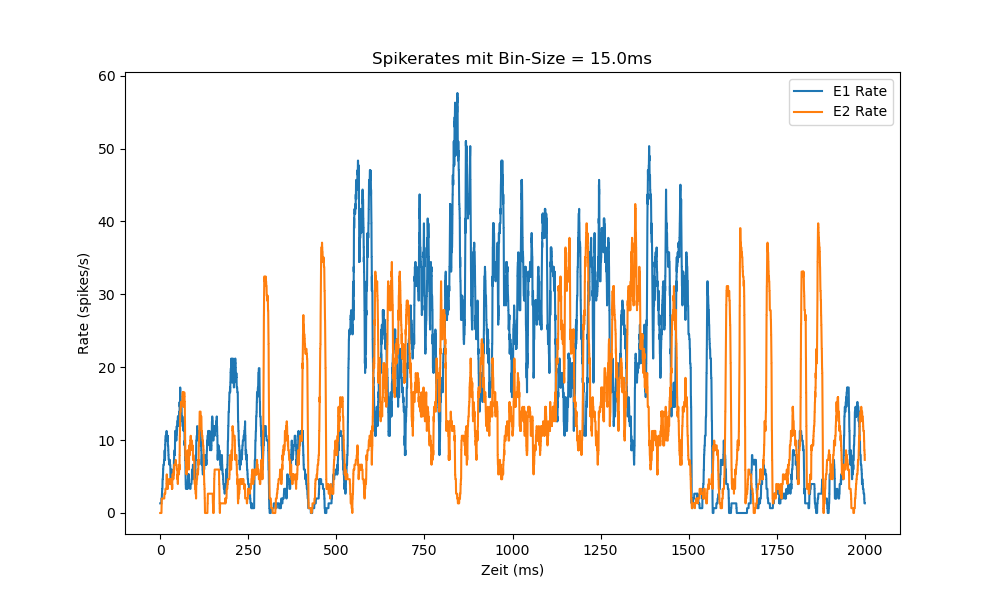 Spikerates mit Bin-Size = 15.0ms
E1 Rate
E2 Rate
Rate (spikes/s)
60
50
40
30
20
10
0
0 250 500 750 1000 1250 1500 1750 2000
Zeit (ms)